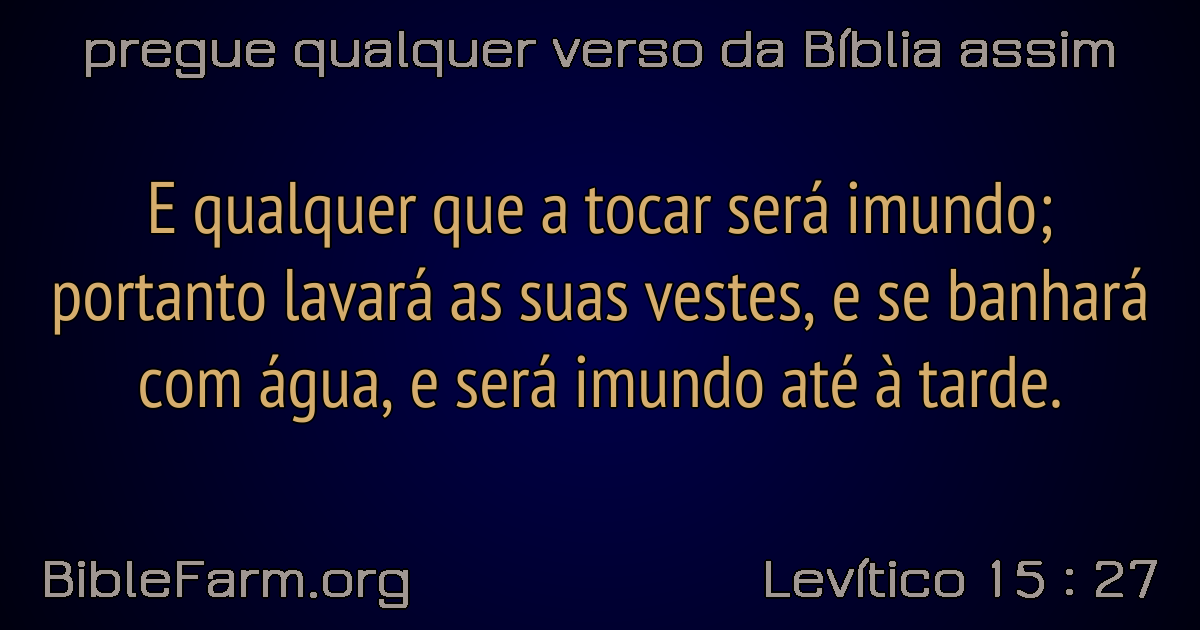 pregue qualquer verso da Bíblia assim
E qualquer que a tocar será imundo;
portanto lavará as suas vestes, e se banhará
com água, e será imundo até à tarde.
BibleFarm.org
Levítico 15 : 27